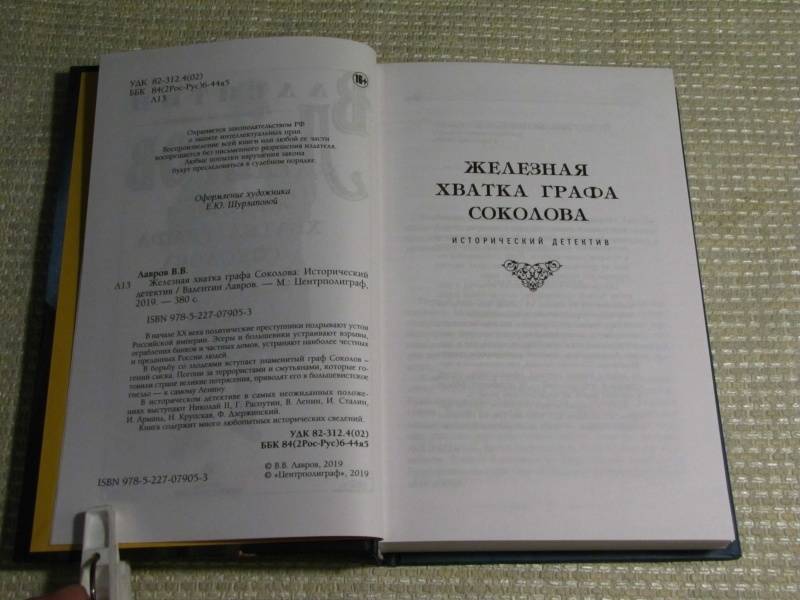 УДК 82-312.4(02)
ББК 84(2Рос-Рус)6-44я5
Л13
16+
Охраняется законодательством РФ
о защите интеллектуальных прав.
Воспроизведение всей книги или любой ее части
воспрещается без письменного разрешения издателя.
Любые попытки нарушения закона
будут преследоваться в судебном порядке.
Оформление художника
Е.Ю. Шурлаповой
Лавров В.В.
Л13 Железная хватка графа Соколова. Исторический
детектив / Валентин Лавров. — М.: Центрполиграф,
2019. — 380 с.
ISBN 978-5-227-07905-3
В начале XX века политические преступники подрывают устои
Российской империи. Эсеры и большевики устраивают взрывы,
ограбления банков и частных домов, устраняют наиболее честных
и преданных России людей.
В борьбу со злодеями вступает знаменитый граф Соколов –
гений сыска. Погони за террористами и смутьянами, которые го-
товили стране великие потрясения, приводят его в большевистское
гнездо — к самому Ленину.
В историческом детективе в самых неожиданных положе-
ниях выступают Николай II, Г. Распутин, В. Ленин, И. Сталин,
И. Арманд, Н. Крупская, Ф. Дзержинский.
Книга содержит много любопытных исторических сведений.
УДК 82-312.4(02)
ББК 84(2Рос-Рус)6-44я5
© В.В. Лавров, 2019
© «Центрполиграф», 2019
ISBN 978-5-227-07905-3
ЖЕЛЕЗНАЯ
ХВАТКА ГРАФА
СОКОЛОВА
ИСТОРИЧЕСКИЙ ДЕТЕКТИВ